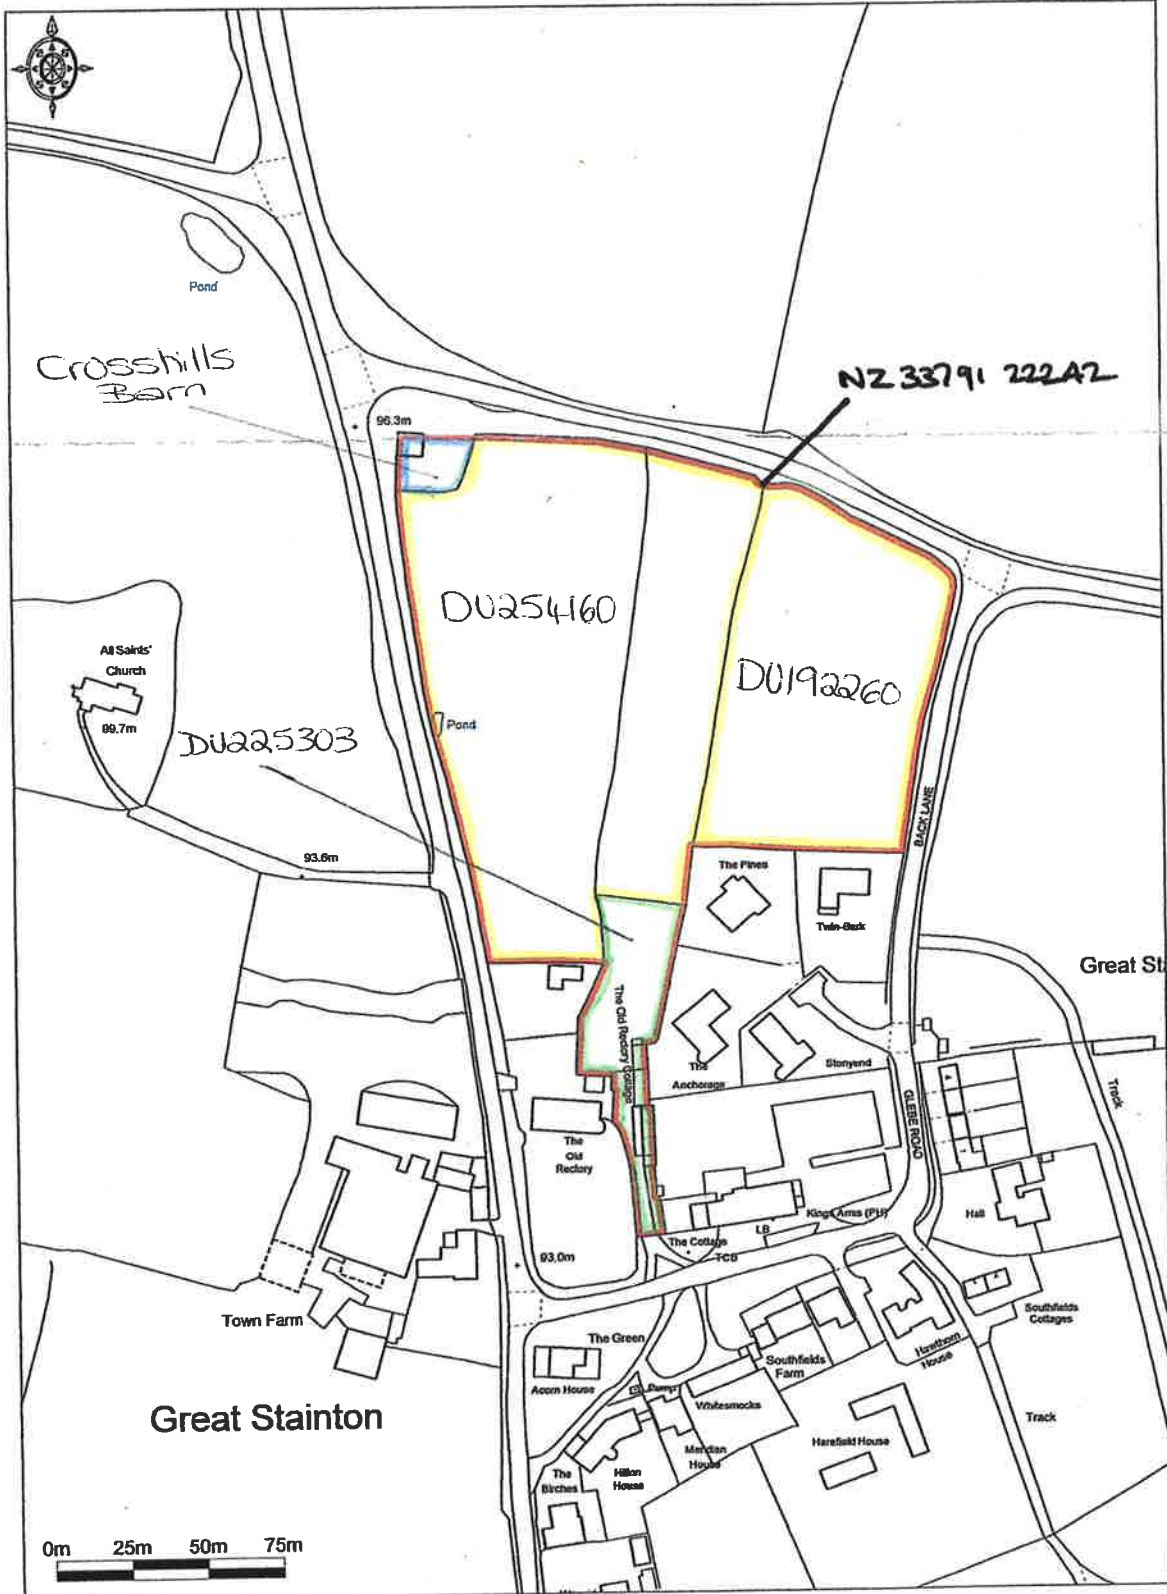 Pond
Crosshills
Barn
NZ 33791 22242
96.3m
DU254160
All Saints'
Church
99.7m
DU192260
DU225303
Pond
BACK LANE
93.6m
The Pines
Twin-Oak
Great St
The Old Rectory Cottage
The
Anchorage
Stonyend
Track
GLEBE ROAD
The
Old
Rectory
Kings Arms (PH)
Hall
LB
The Cottage
TCB
93.0m
Town Farm
The Green
Southfields
Cottages
Hawthorn
House
Southfields
Farm
Acorn House
Pump
Whitesmocks
Great Stainton
Track
Meridian
House
Harefield House
The
Birches
Hilton
House
0m 25m 50m 75m